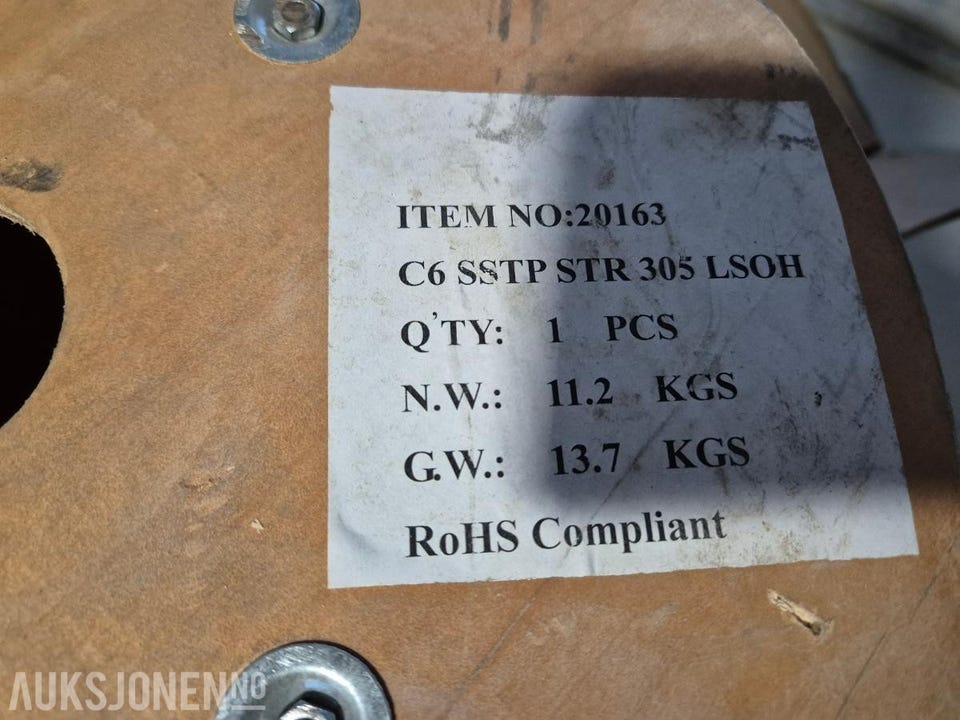 ITEM NO:20163
C6 SSTP STR 305 LSOH
Q'TY: 1 PCS
N.W.: 11.2 KGS
G.W.: 13.7 KGS
RoHS Compliant
AUKSJONEN NO